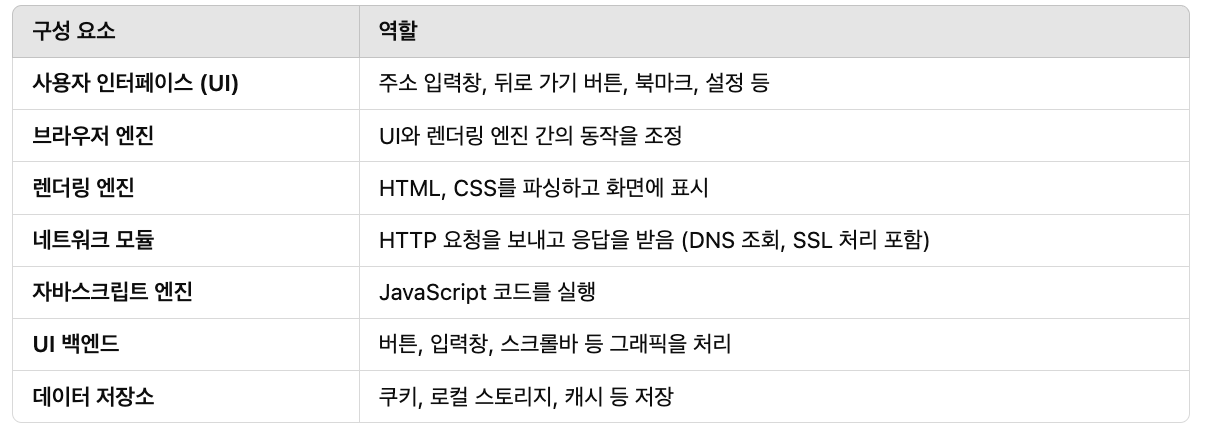 구성 요소 역할
사용자 인터페이스 (UI) 주소 입력창, 뒤로 가기 버튼, 북마크, 설정 등
브라우저 엔진 UI와 렌더링 엔진 간의 동작을 조정
렌더링 엔진 HTML, CSS를 파싱하고 화면에 표시
네트워크 모듈 HTTP 요청을 보내고 응답을 받음 (DNS 조회, SSL 처리 포함)
자바스크립트 엔진 JavaScript 코드를 실행
UI 백엔드 버튼, 입력창, 스크롤바 등 그래픽을 처리
데이터 저장소 쿠키, 로컬 스토리지, 캐시 등 저장